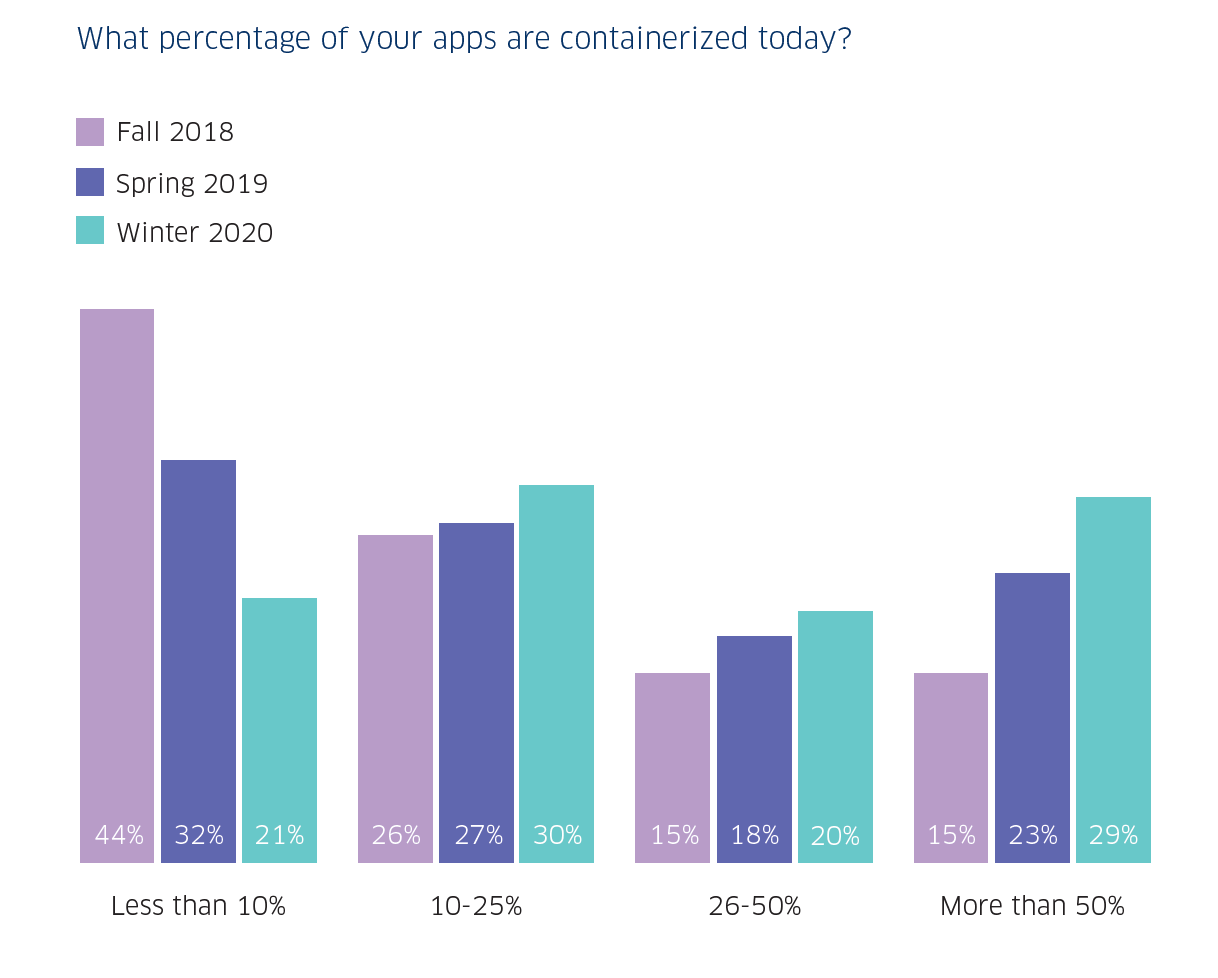 What percentage of your apps are containerized today?
Fall 2018
Spring 2019
Winter 2020
44% 32% 21% 26% 27% 30% 15% 18% 20% 15% 23% 29%
Less than 10% 10-25% 26-50% More than 50%